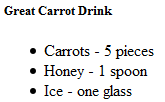 Great Carrot Drink
• Carrots - 5 pieces
• Honey - 1 spoon
• Ice - one glass